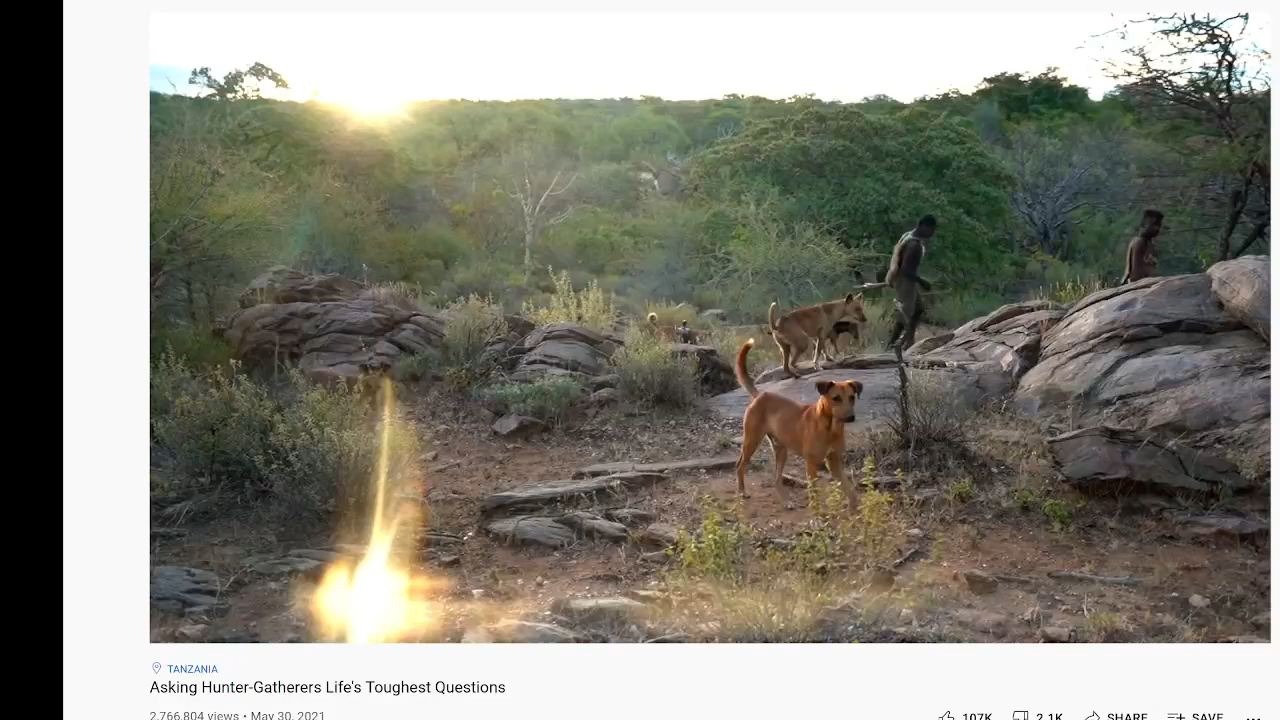 TANZANIA
Asking Hunter-Gatherers Life's Toughest Questions
2,766,804 views • May 30, 2021 107K 2.1K SHARE SAVE ...